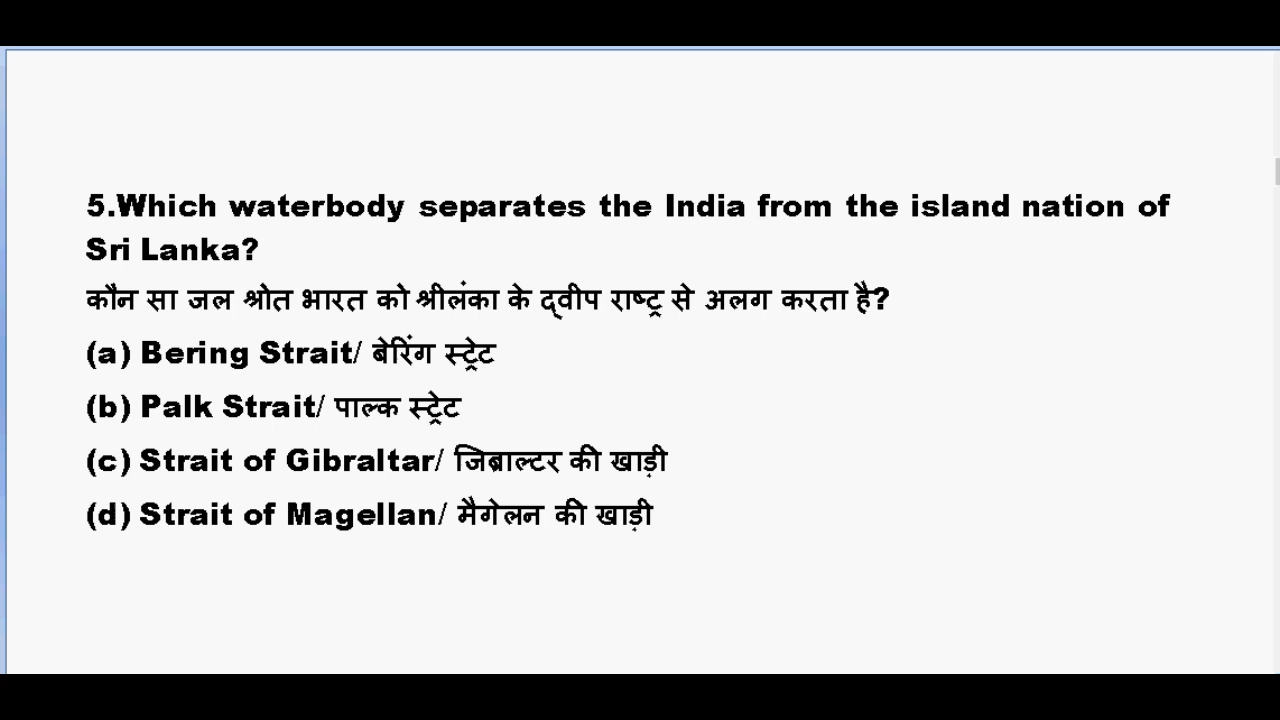 5.Which waterbody separates the India from the island nation of
Sri Lanka?
कौन सा जल श्रोत भारत को श्रीलंका के द्वीप राष्ट्र से अलग करता है?
(a) Bering Strait/ बेरिंग स्ट्रेट
(b) Palk Strait/ पाल्क स्ट्रेट
(c) Strait of Gibraltar/ जिब्राल्टर की खाड़ी
(d) Strait of Magellan/ मैगेलन की खाड़ी